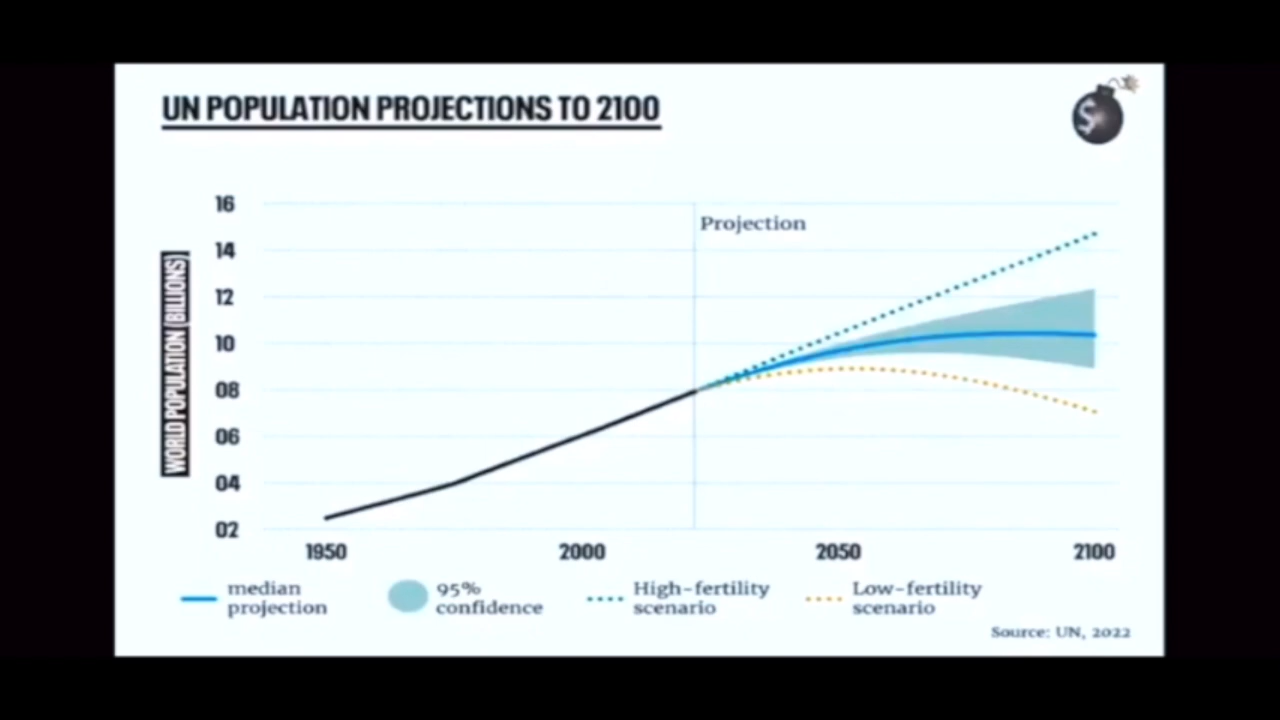 UN POPULATION PROJECTIONS TO 2100
$
16
Projection
14
12
10
08
06
04
02
WORLD POPULATION (BILLIONS)
1950 2000 2050 2100
median projection
95% confidence
High-fertility scenario
Low-fertility scenario
Source: UN, 2022